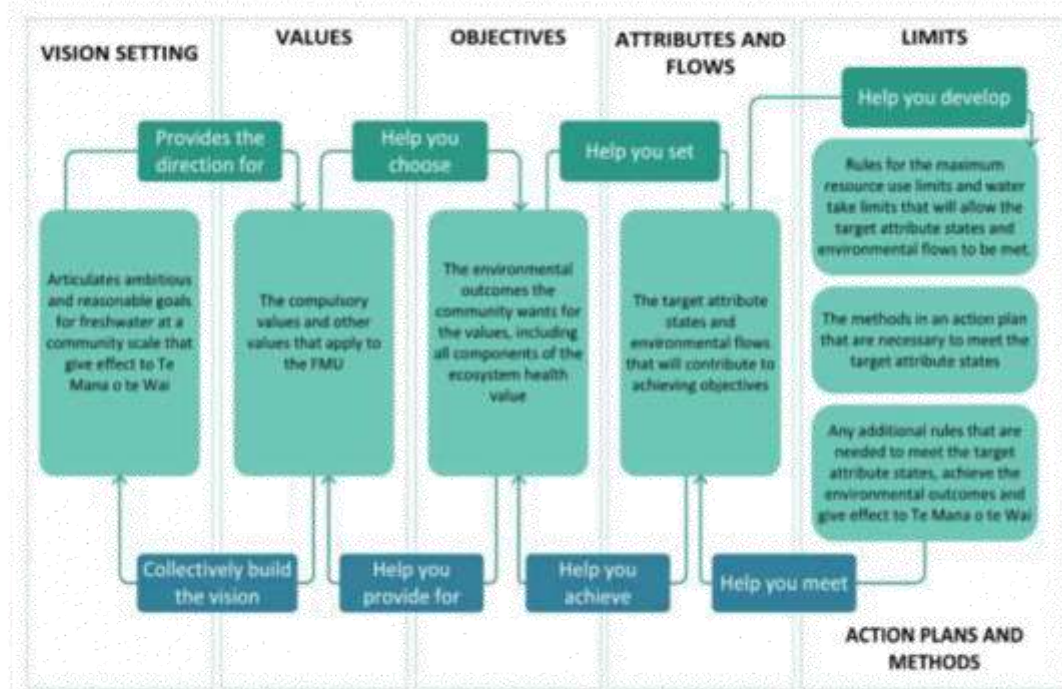 VISION SETTING
VALUES
OBJECTIVES
ATTRIBUTES AND
FLOWS
LIMITS
Provides the
direction for
Help you
choose
Help you set
Help you develop
Articulates ambitious
and reasonable goals
for freshwater at a
community scale that
give effect to Te
Mana o te Wai
The compulsory
values and other
values that apply to
the FMU
The environmental
outcomes the
community wants for
the values, including
all components of the
ecosystem health
value
The target attribute
states and
environmental flows
that will contribute to
achieving objectives
Rules for the maximum
resource use limits and water
take limits that will allow the
target attribute states and
environmental flows to be met.
The methods in an action plan
that are necessary to meet the
target attribute states
Any additional rules that are
needed to meet the target
attribute states, achieve the
environmental outcomes and
give effect to Te Mana o te Wai
Collectively build
the vision
Help you
provide for
Help you
achieve
Help you meet
ACTION PLANS AND
METHODS